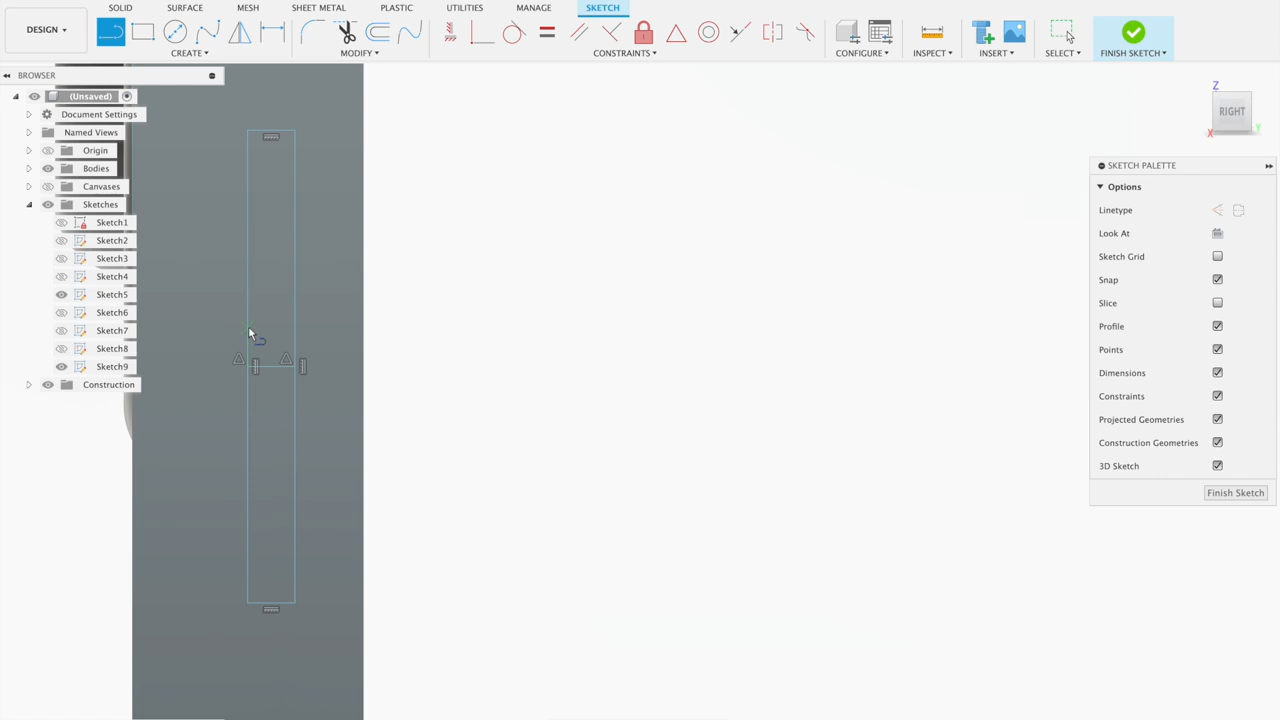 SOLID SURFACE MESH SHEET METAL PLASTIC UTILITIES MANAGE SKETCH
DESIGN
CREATE MODIFY CONSTRAINTS CONFIGURE INSPECT INSERT SELECT FINISH SKETCH
BROWSER
(Unsaved)
Document Settings
Named Views
Origin
Bodies
Canvases
Sketches
Sketch1
Sketch2
Sketch3
Sketch4
Sketch5
Sketch6
Sketch7
Sketch8
Sketch9
Construction
Z
RIGHT
X
Y
SKETCH PALETTE
Options
Linetype
Look At
Sketch Grid
Snap
Slice
Profile
Points
Dimensions
Constraints
Projected Geometries
Construction Geometries
3D Sketch
Finish Sketch